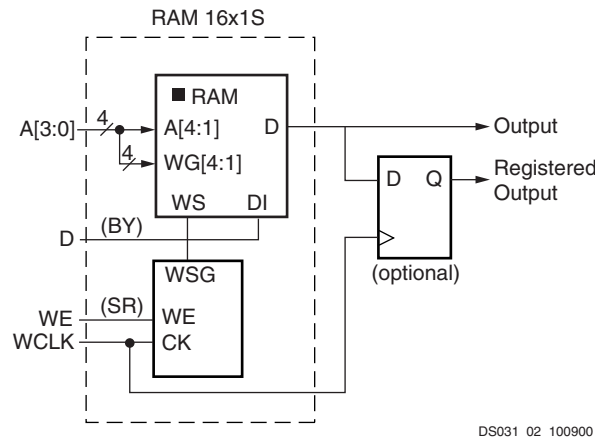 RAM 16x1S
RAM
A[3:0]
4
A[4:1]
D
Output
4
WG[4:1]
D
Q
Registered
Output
WS
DI
D
(BY)
(optional)
WSG
WE
(SR)
WE
WCLK
CK
DS031_02_100900